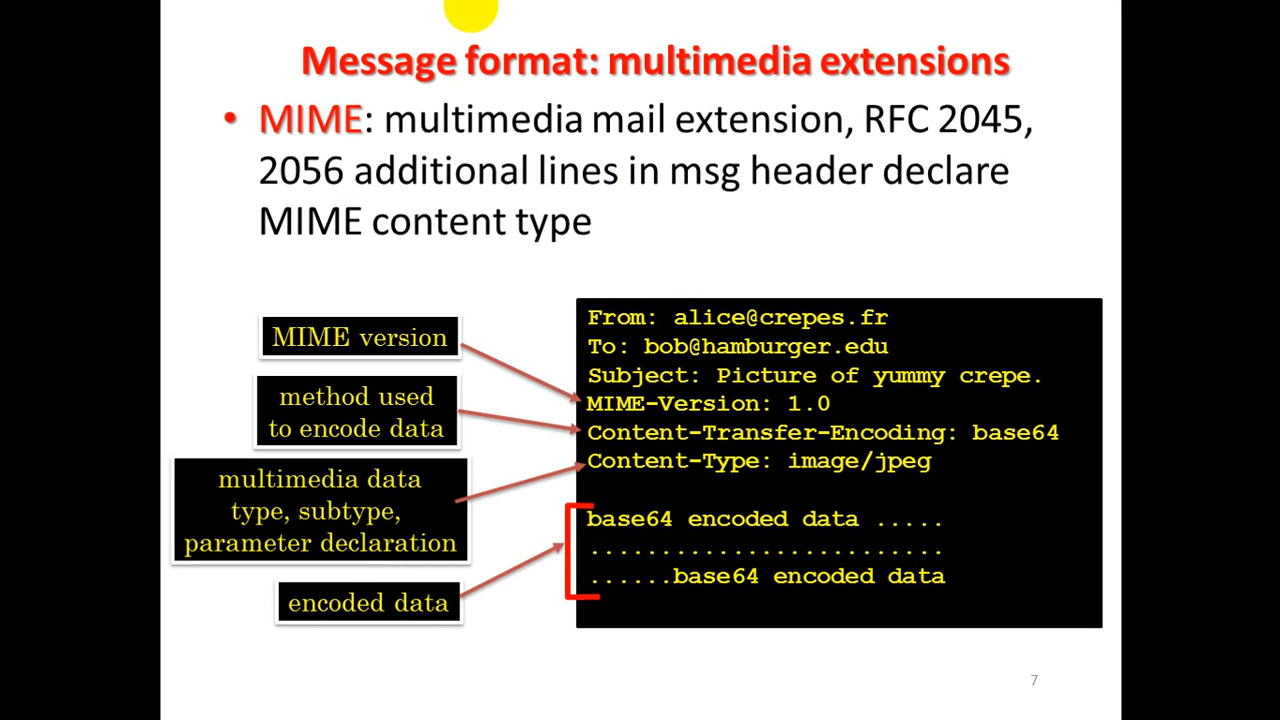 Message format: multimedia extensions
• MIME: multimedia mail extension, RFC 2045,
2056 additional lines in msg header declare
MIME content type
MIME version
method used
to encode data
multimedia data
type, subtype,
parameter declaration
encoded data
From: alice@crepes.fr
To: bob@hamburger.edu
Subject: Picture of yummy crepe.
MIME-Version: 1.0
Content-Transfer-Encoding: base64
Content-Type: image/jpeg
base64 encoded data .....
.........................
......base64 encoded data
7